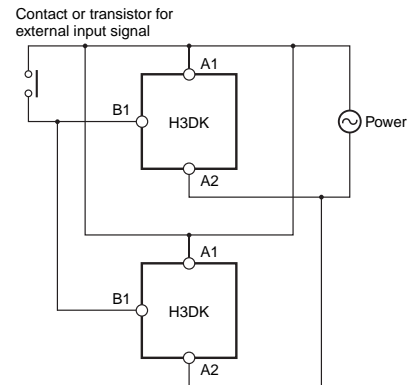 Contact or transistor for
external input signal
A1
B1
H3DK
Power
A2
A1
B1
H3DK
A2